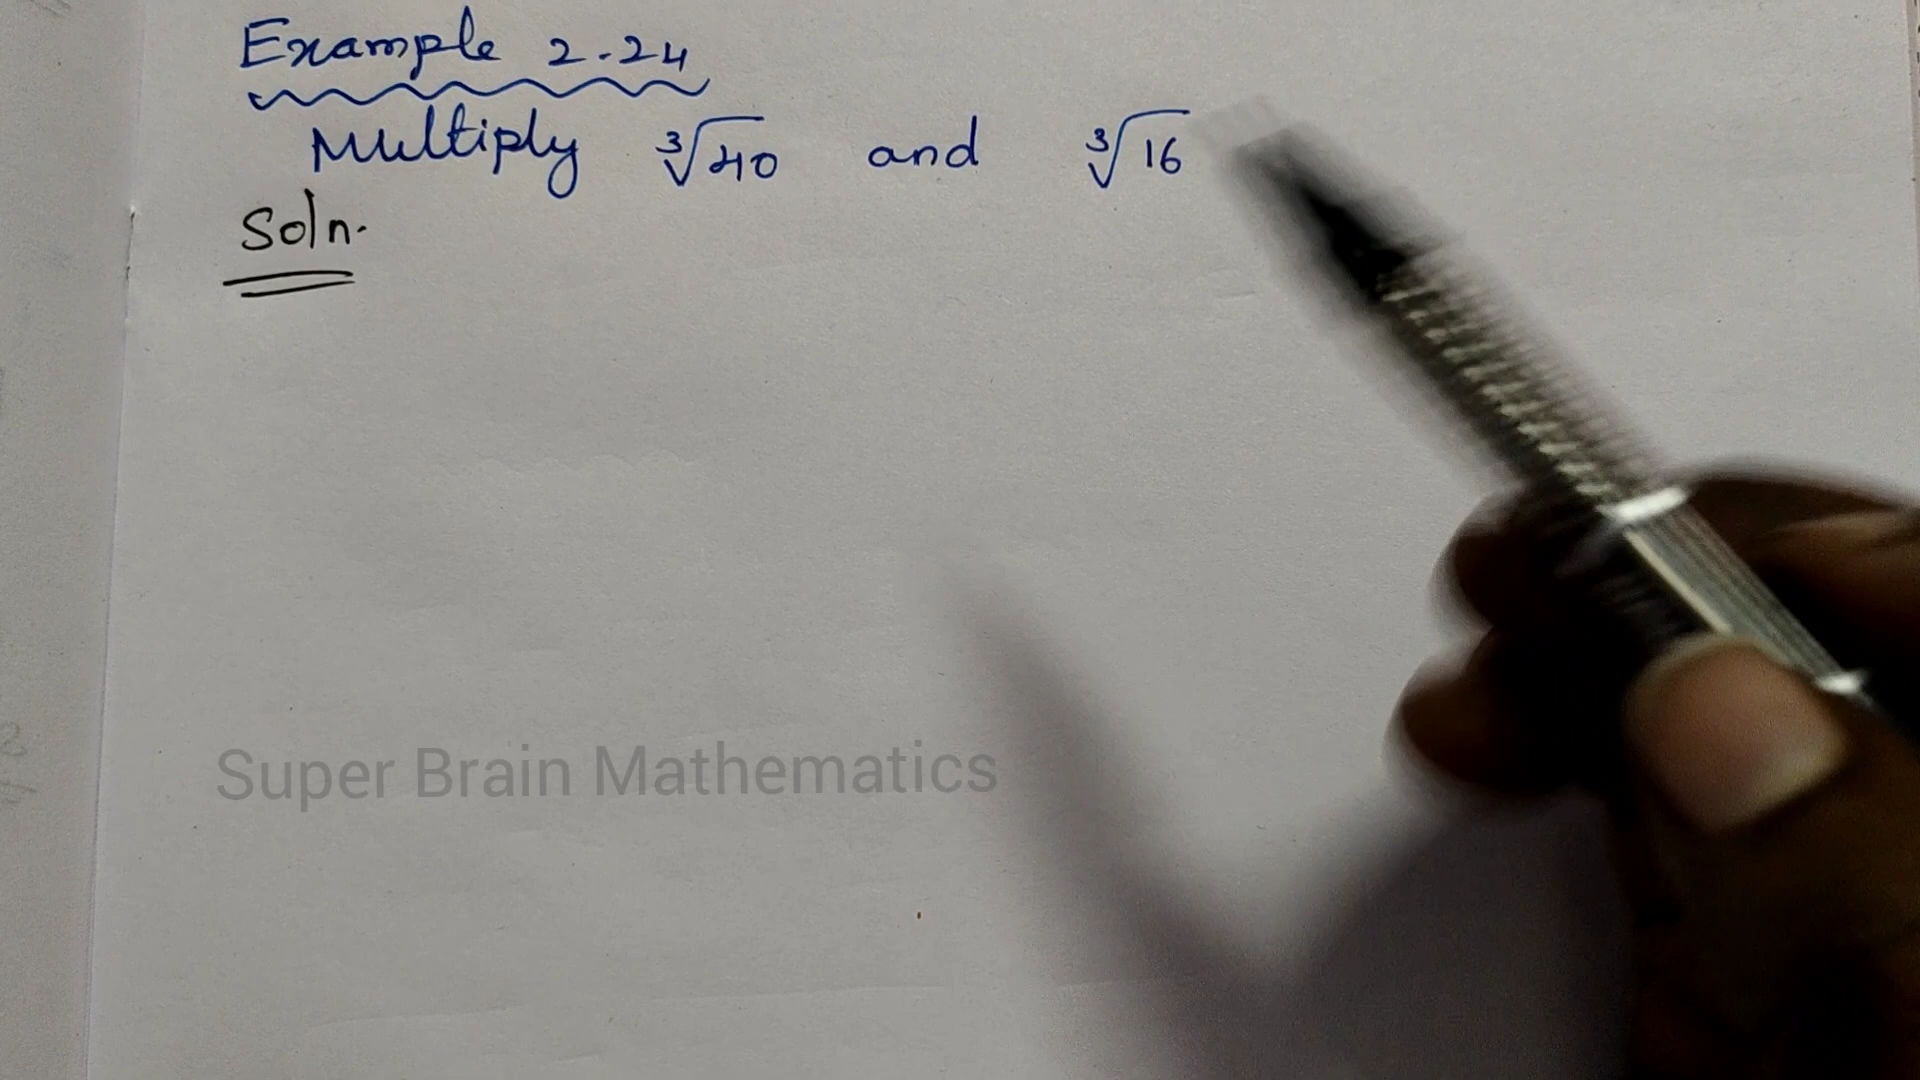 Example 2.24
Multiply ∛40 and ∛16
Soln.
Super Brain Mathematics